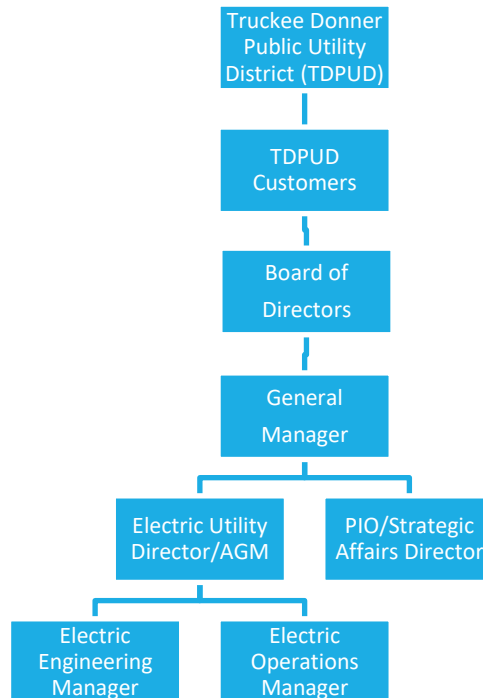 Truckee Donner
Public Utility
District (TDPUD)
TDPUD
Customers
Board of
Directors
General
Manager
Electric Utility
Director/AGM
PIO/Strategic
Affairs Director
Electric
Engineering
Manager
Electric
Operations
Manager